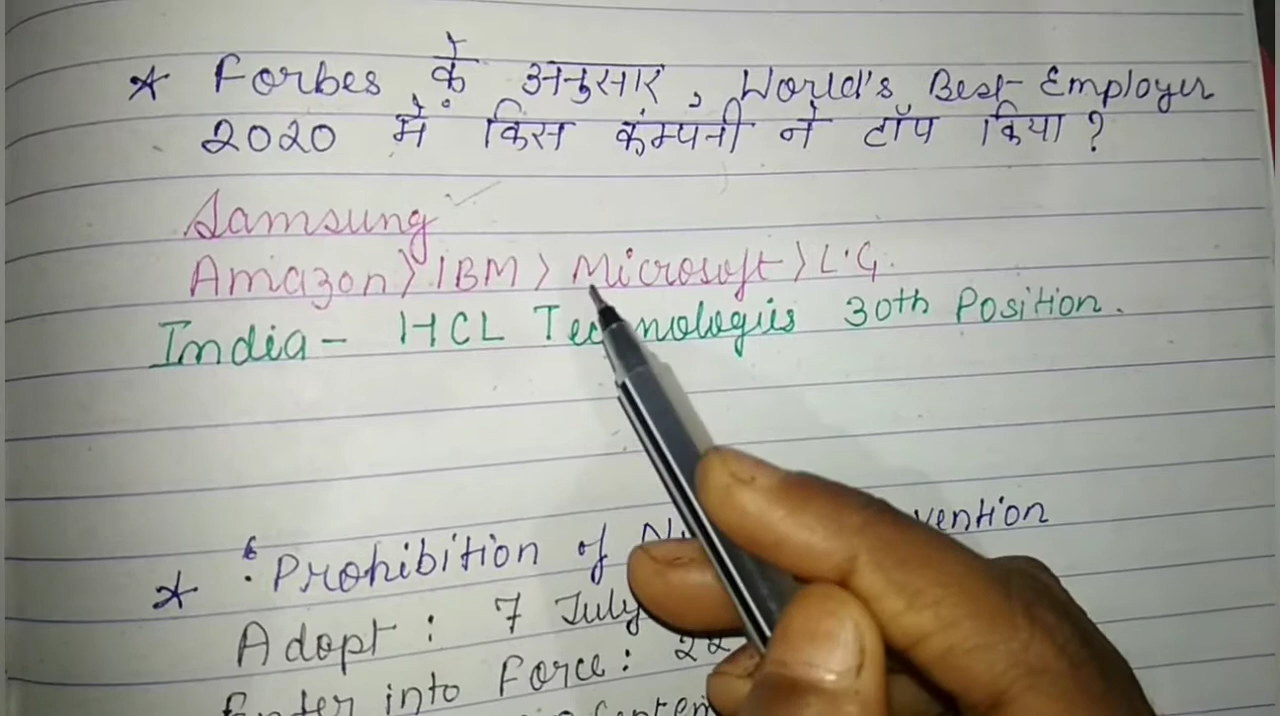 * Forbes के अनुसार, World's Best Employer
2020 में किस कंम्पनी ने टॉप किया ?
Samsung
Amazon > IBM > Microsoft > L.G.
India - HCL Technologies 30th Position.
* Prohibition of
Adopt : 7 July
Enter into Force : 22